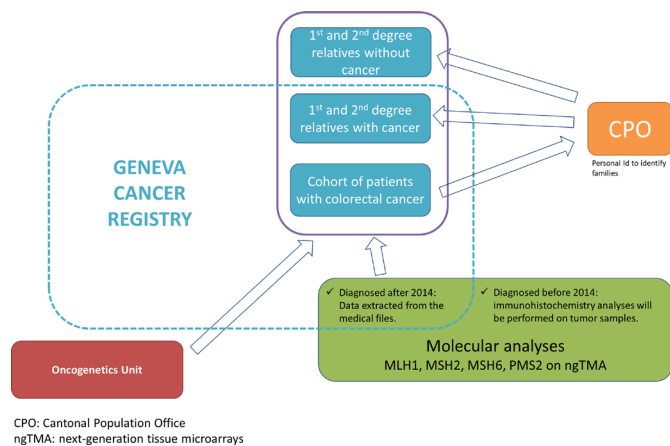 1st and 2nd degree
relatives without
cancer
1st and 2nd degree
relatives with cancer
CPO
Personal Id to identify
families
GENEVA
CANCER
REGISTRY
Cohort of patients
with colorectal cancer
✓ Diagnosed after 2014:
Data extracted from the
medical files.
✓ Diagnosed before 2014:
immunohistochemistry analyses will
be performed on tumor samples.
Molecular analyses
MLH1, MSH2, MSH6, PMS2 on ngTMA
Oncogenetics Unit
CPO: Cantonal Population Office
ngTMA: next-generation tissue microarrays